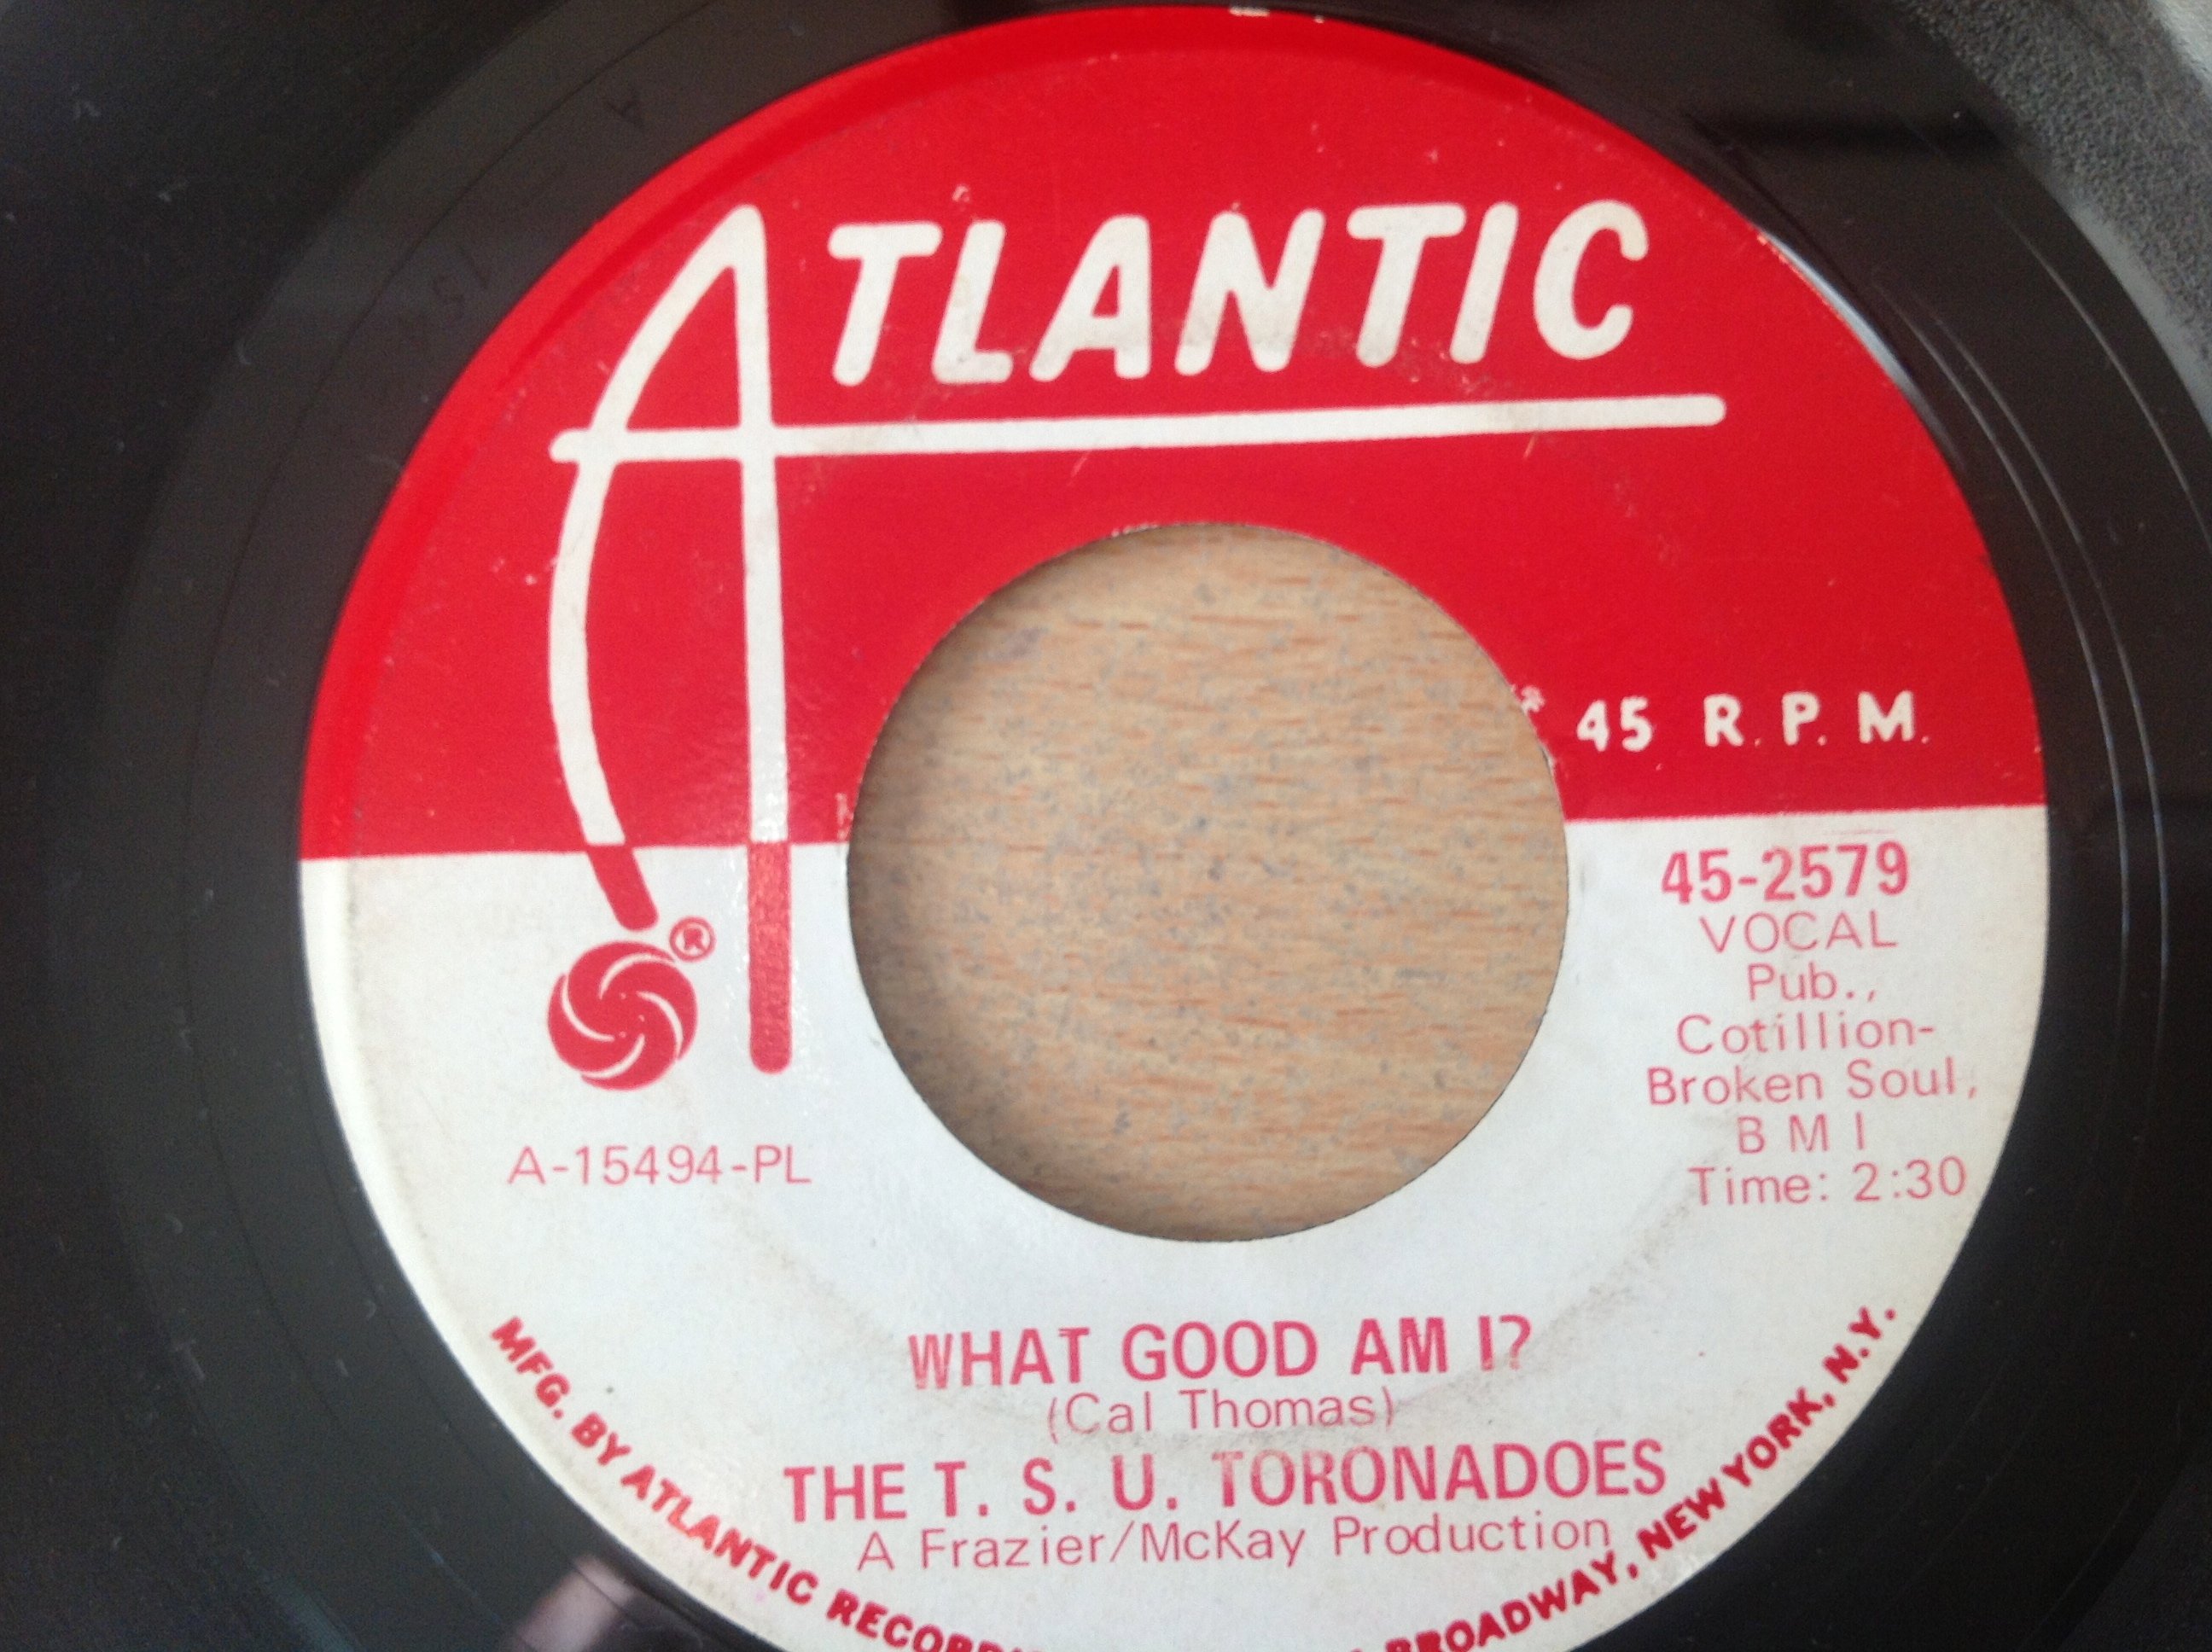 ATLANTIC
45 R.P.M.
45-2579
VOCAL
Pub.,
Cotillion-
Broken Soul,
BMI
Time: 2:30
®
A-15494-PL
WHAT GOOD AM I?
(Cal Thomas)
THE T. S. U. TORONADOES
A Frazier/McKay Production
MFG. BY ATLANTIC BROADWAY, NEW YORK, N.Y.